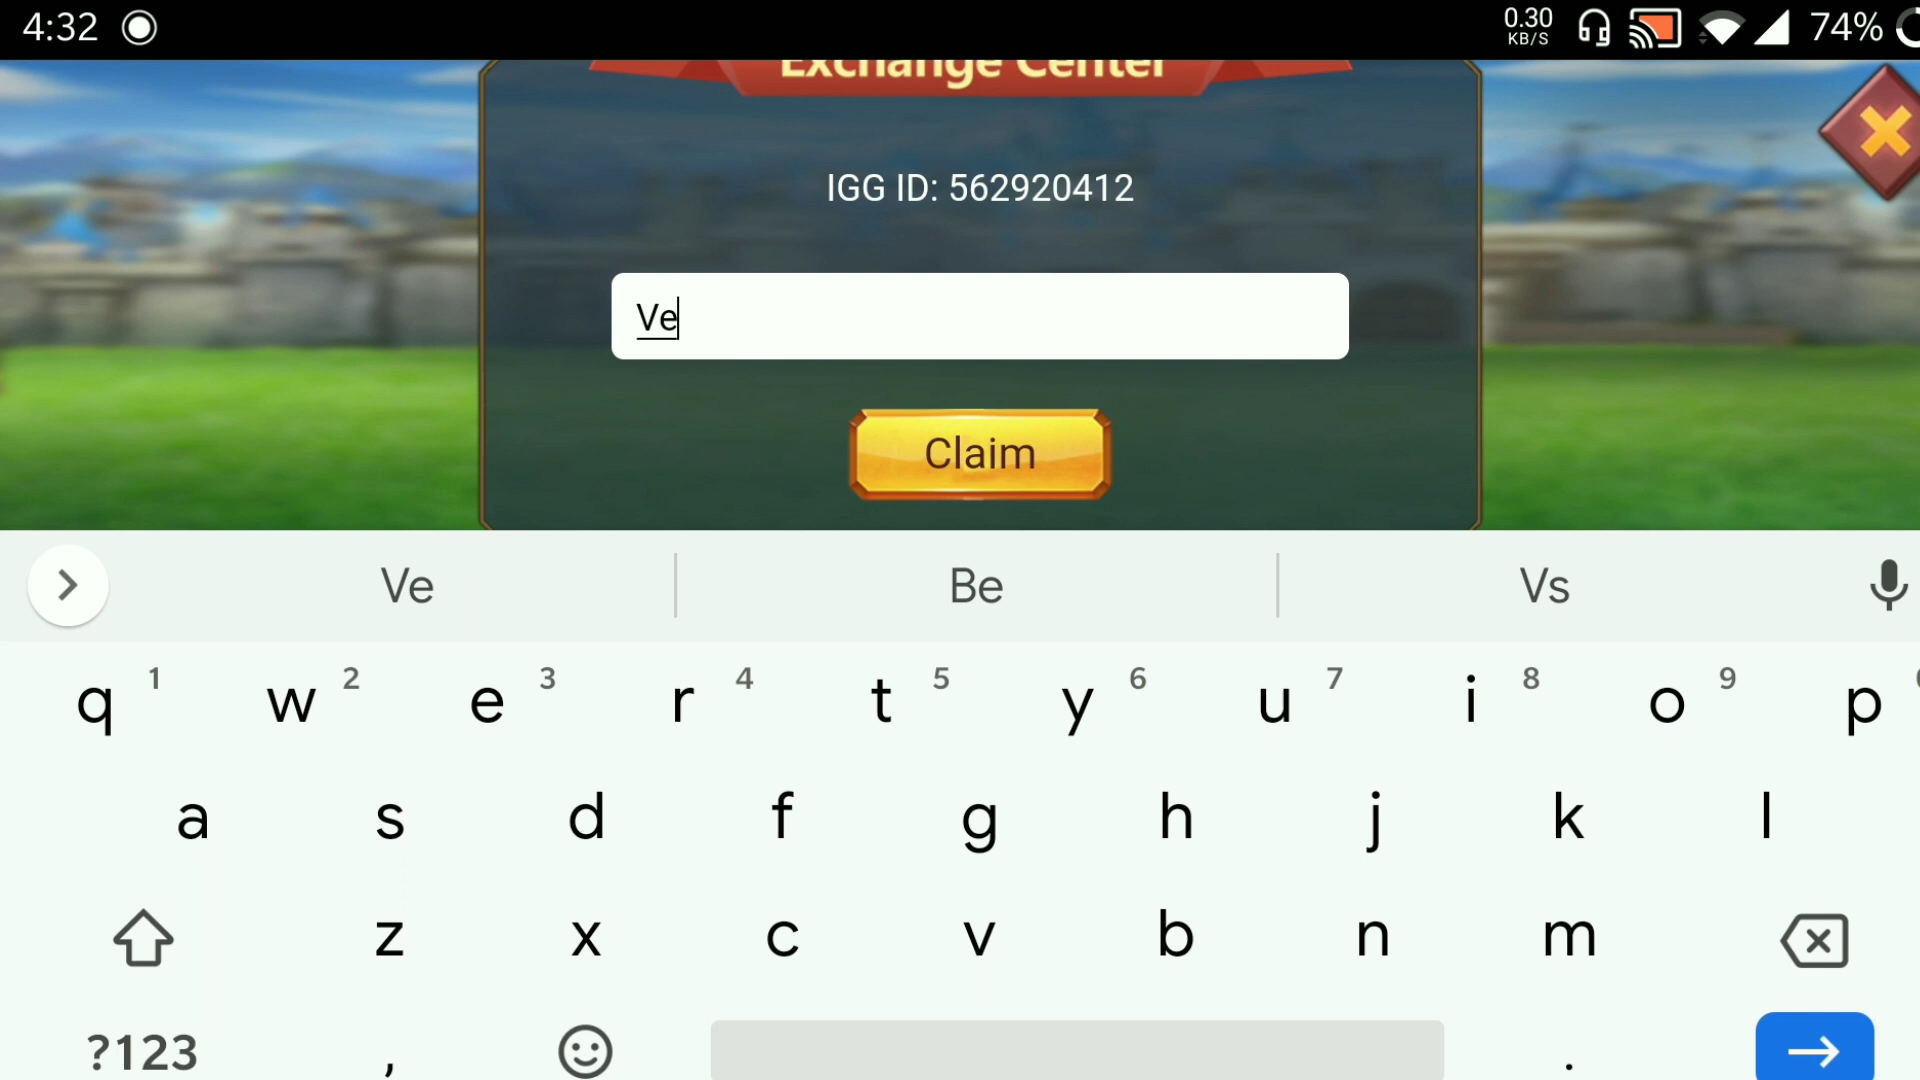 4:32
0.30
KB/S
74%
Exchange Center
IGG ID: 562920412
Ve
Claim
Ve Be Vs
q 1 w 2 e 3 r 4 t 5 y 6 u 7 i 8 o 9 p
a s d f g h j k l
z x c v b n m
?123 , .